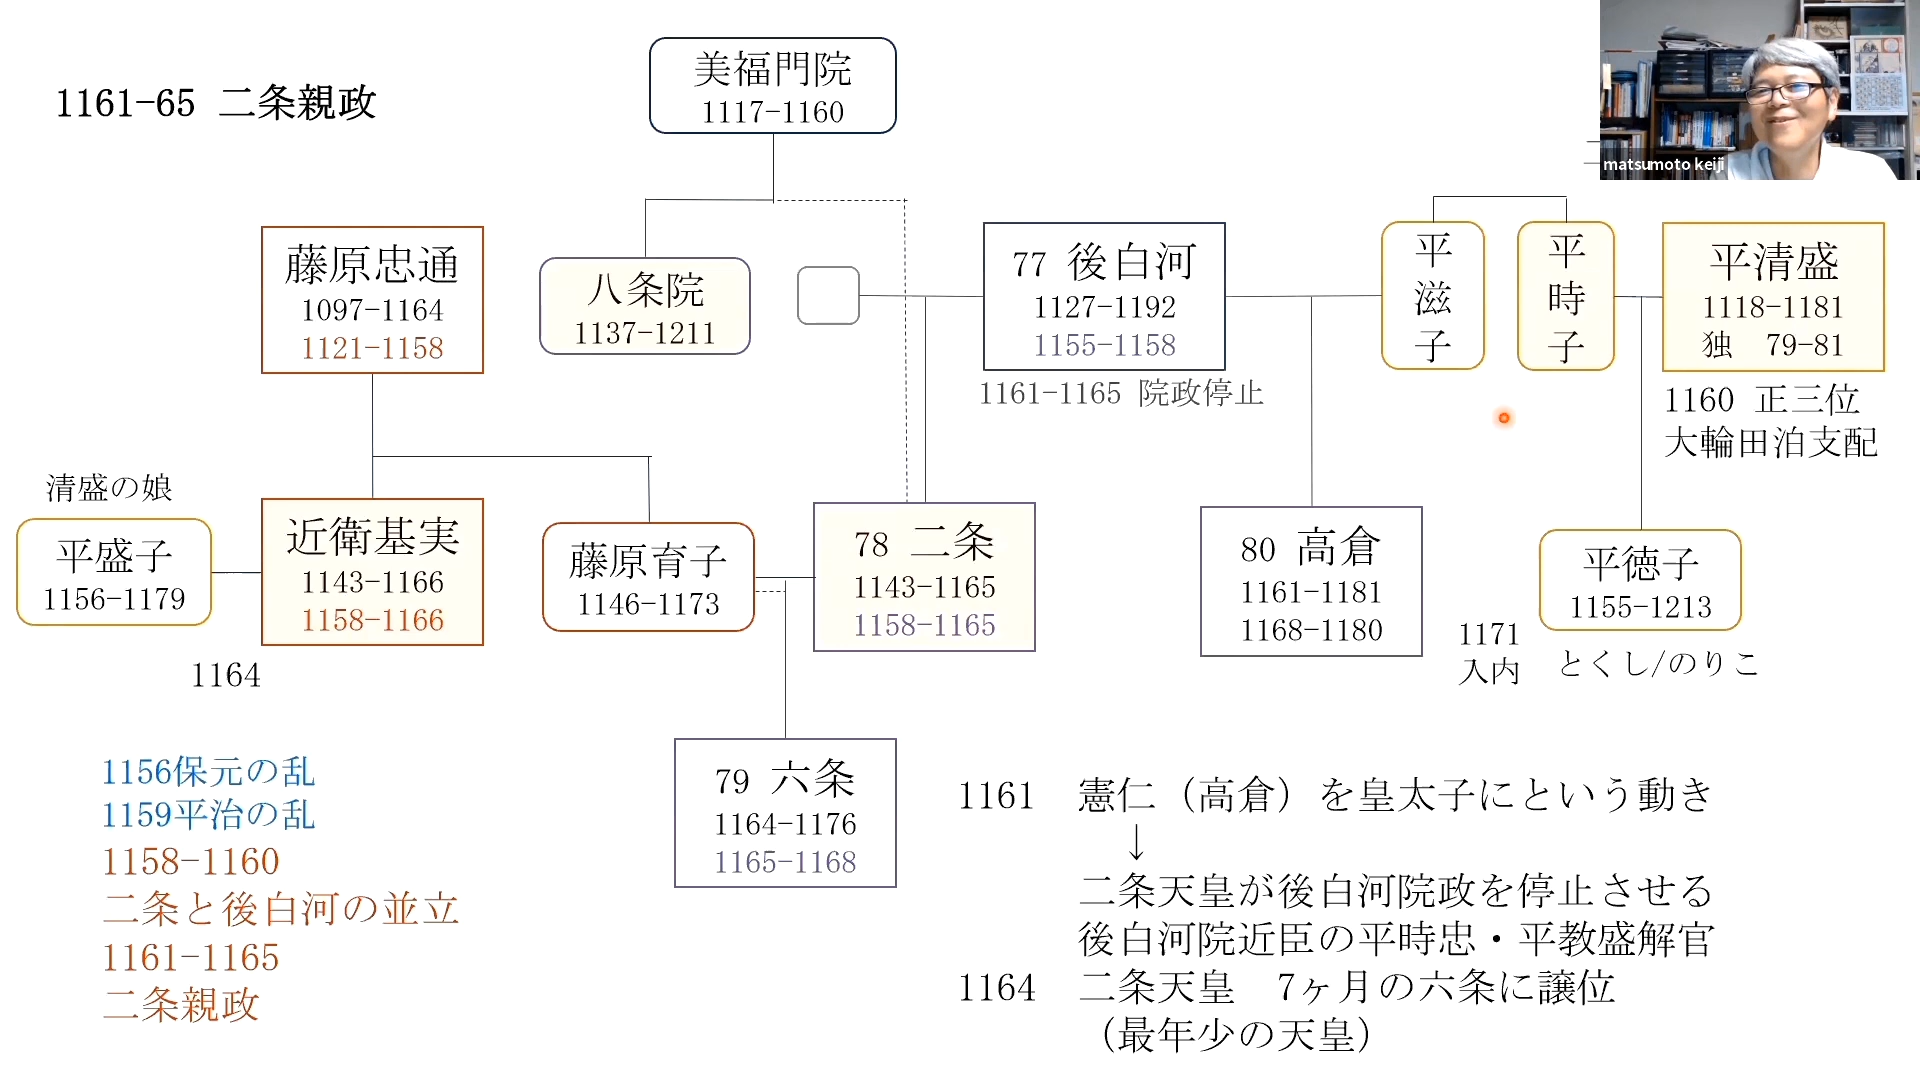 1161-65 二条親政
美福門院
1117-1160
matsumoto keiji
藤原忠通
1097-1164
1121-1158
八条院
1137-1211
77 後白河
1127-1192
1155-1158
1161-1165 院政停止
平滋子
平時子
平清盛
1118-1181
独 79-81
1160 正三位
大輪田泊支配
清盛の娘
平盛子
1156-1179
1164
近衛基実
1143-1166
1158-1166
藤原育子
1146-1173
78 二条
1143-1165
1158-1165
80 高倉
1161-1181
1168-1180
1171
入内
平徳子
1155-1213
とくし/のりこ
79 六条
1164-1176
1165-1168
1156保元の乱
1159平治の乱
1158-1160
二条と後白河の並立
1161-1165
二条親政
1161 憲仁（高倉）を皇太子にという動き
↓
二条天皇が後白河院政を停止させる
後白河院近臣の平時忠・平教盛解官
1164 二条天皇 7ヶ月の六条に譲位
（最年少の天皇）